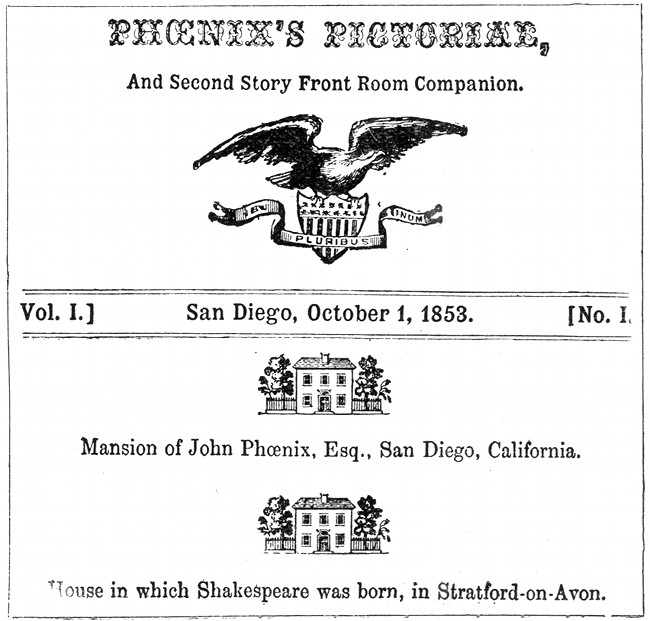 PHŒNIX'S PICTORIAL,
And Second Story Front Room Companion.
E PLURIBUS UNUM
Vol. I.] San Diego, October 1, 1853. [No. I.
Mansion of John Phœnix, Esq., San Diego, California.
House in which Shakespeare was born, in Stratford-on-Avon.